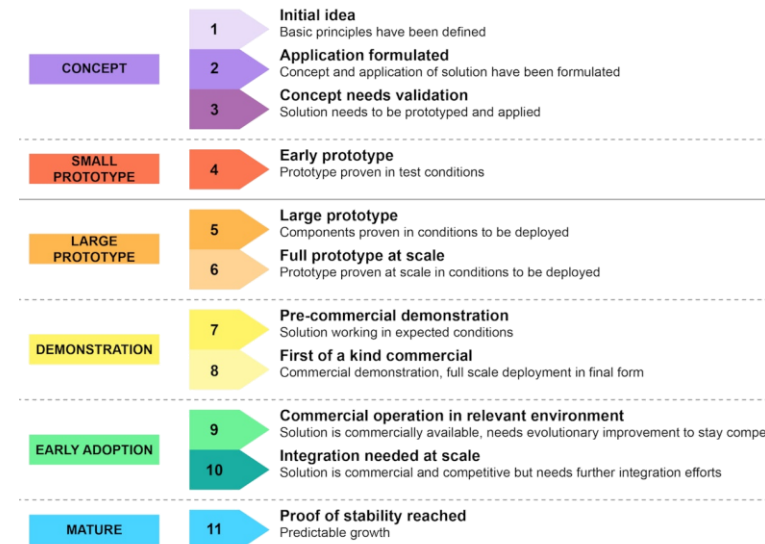 CONCEPT
1
Initial idea
Basic principles have been defined
2
Application formulated
Concept and application of solution have been formulated
3
Concept needs validation
Solution needs to be prototyped and applied
SMALL
PROTOTYPE
4
Early prototype
Prototype proven in test conditions
LARGE
PROTOTYPE
5
Large prototype
Components proven in conditions to be deployed
6
Full prototype at scale
Prototype proven at scale in conditions to be deployed
DEMONSTRATION
7
Pre-commercial demonstration
Solution working in expected conditions
8
First of a kind commercial
Commercial demonstration, full scale deployment in final form
EARLY ADOPTION
9
Commercial operation in relevant environment
Solution is commercially available, needs evolutionary improvement to stay compe
10
Integration needed at scale
Solution is commercial and competitive but needs further integration efforts
MATURE
11
Proof of stability reached
Predictable growth